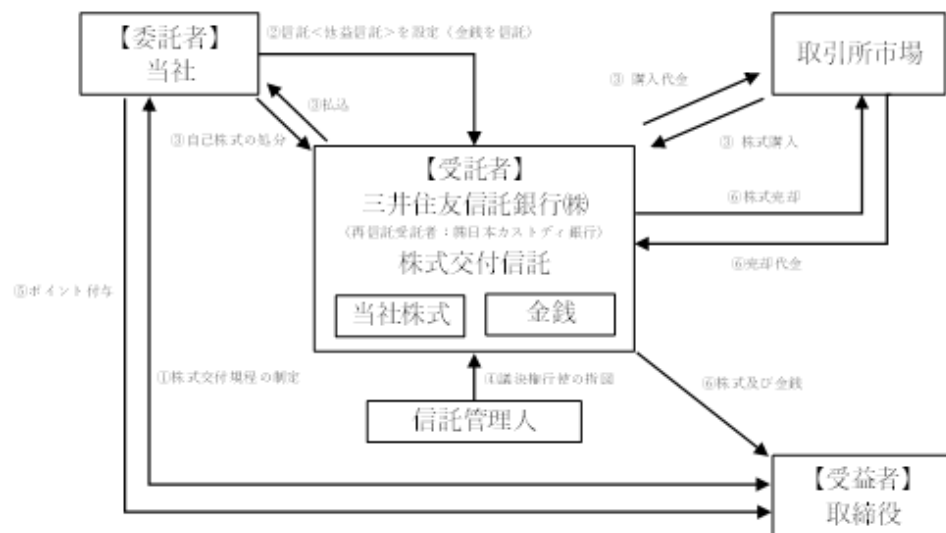 【委託者】
当社
②信託<他益信託>を設定（金銭を信託）
取引所市場
③ 購入代金
③払込
③自己株式の処分
③ 株式購入
【受託者】
三井住友信託銀行㈱
（再信託受託者：㈱日本カストディ銀行）
株式交付信託
当社株式
金銭
⑥株式売却
⑥売却代金
⑤ポイント付与
①株式交付規程の制定
④議決権行使の指図
⑥株式及び金銭
信託管理人
【受益者】
取締役